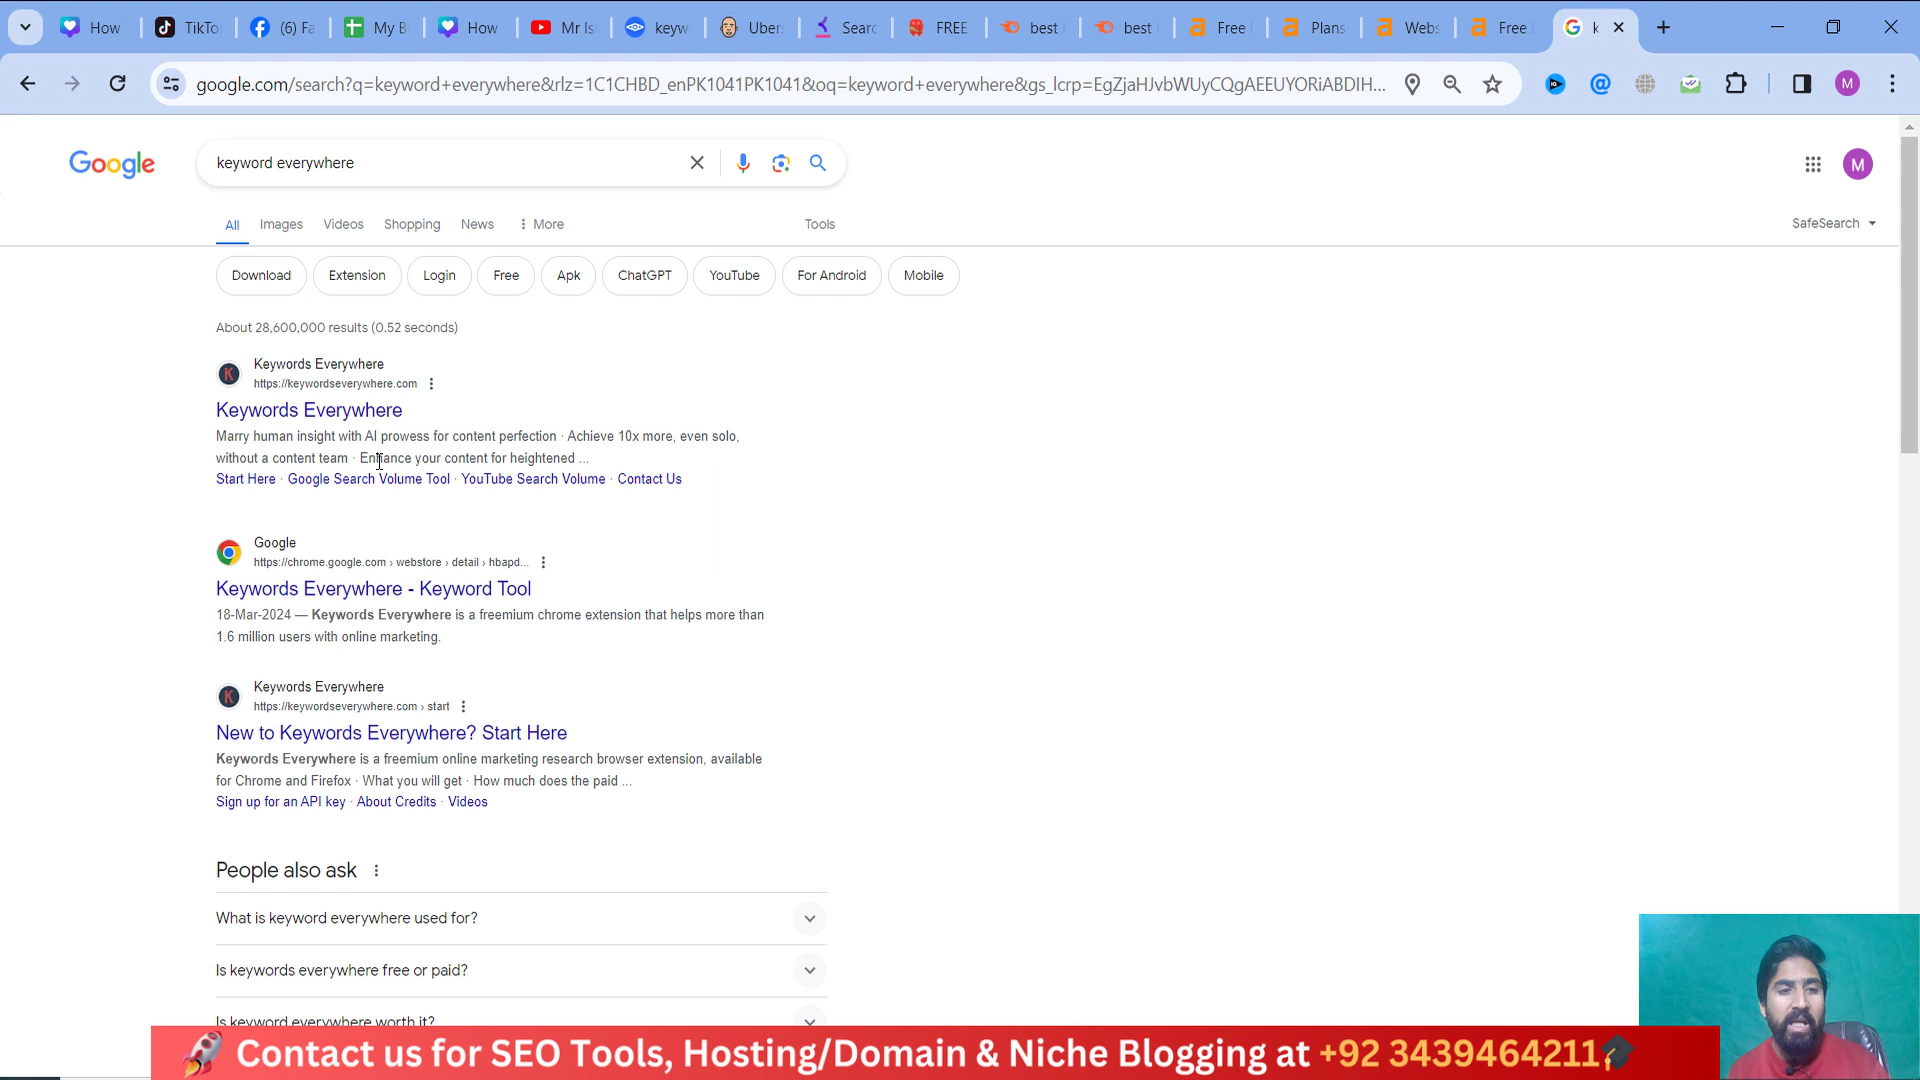 How
TikTo
(6) Fa
My B
How
Mr Is
keyw
Uber
Searc
FREE
best
best
Free
Plans
Webs
Free
k
google.com/search?q=keyword+everywhere&rlz=1C1CHBD_enPK1041PK1041&oq=keyword+everywhere&gs_lcrp=EgZjaHJvbWUyCQgAEEUYORiABDIH...
M
Google
keyword everywhere
M
All
Images
Videos
Shopping
News
More
Tools
SafeSearch
Download
Extension
Login
Free
Apk
ChatGPT
YouTube
For Android
Mobile
About 28,600,000 results (0.52 seconds)
Keywords Everywhere
https://keywordseverywhere.com
Keywords Everywhere
Marry human insight with AI prowess for content perfection · Achieve 10x more, even solo,
without a content team · Enhance your content for heightened ...
Start Here · Google Search Volume Tool · YouTube Search Volume · Contact Us
Google
https://chrome.google.com › webstore › detail › hbapd...
Keywords Everywhere - Keyword Tool
18-Mar-2024 — Keywords Everywhere is a freemium chrome extension that helps more than
1.6 million users with online marketing.
Keywords Everywhere
https://keywordseverywhere.com › start
New to Keywords Everywhere? Start Here
Keywords Everywhere is a freemium online marketing research browser extension, available
for Chrome and Firefox · What you will get · How much does the paid ...
Sign up for an API key · About Credits · Videos
People also ask
What is keyword everywhere used for?
Is keywords everywhere free or paid?
Is keyword everywhere worth it?
Contact us for SEO Tools, Hosting/Domain & Niche Blogging at +92 3439464211